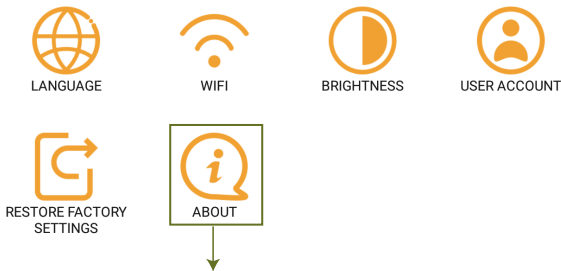 LANGUAGE
WIFI
BRIGHTNESS
USER ACCOUNT
RESTORE FACTORY
SETTINGS
i
ABOUT